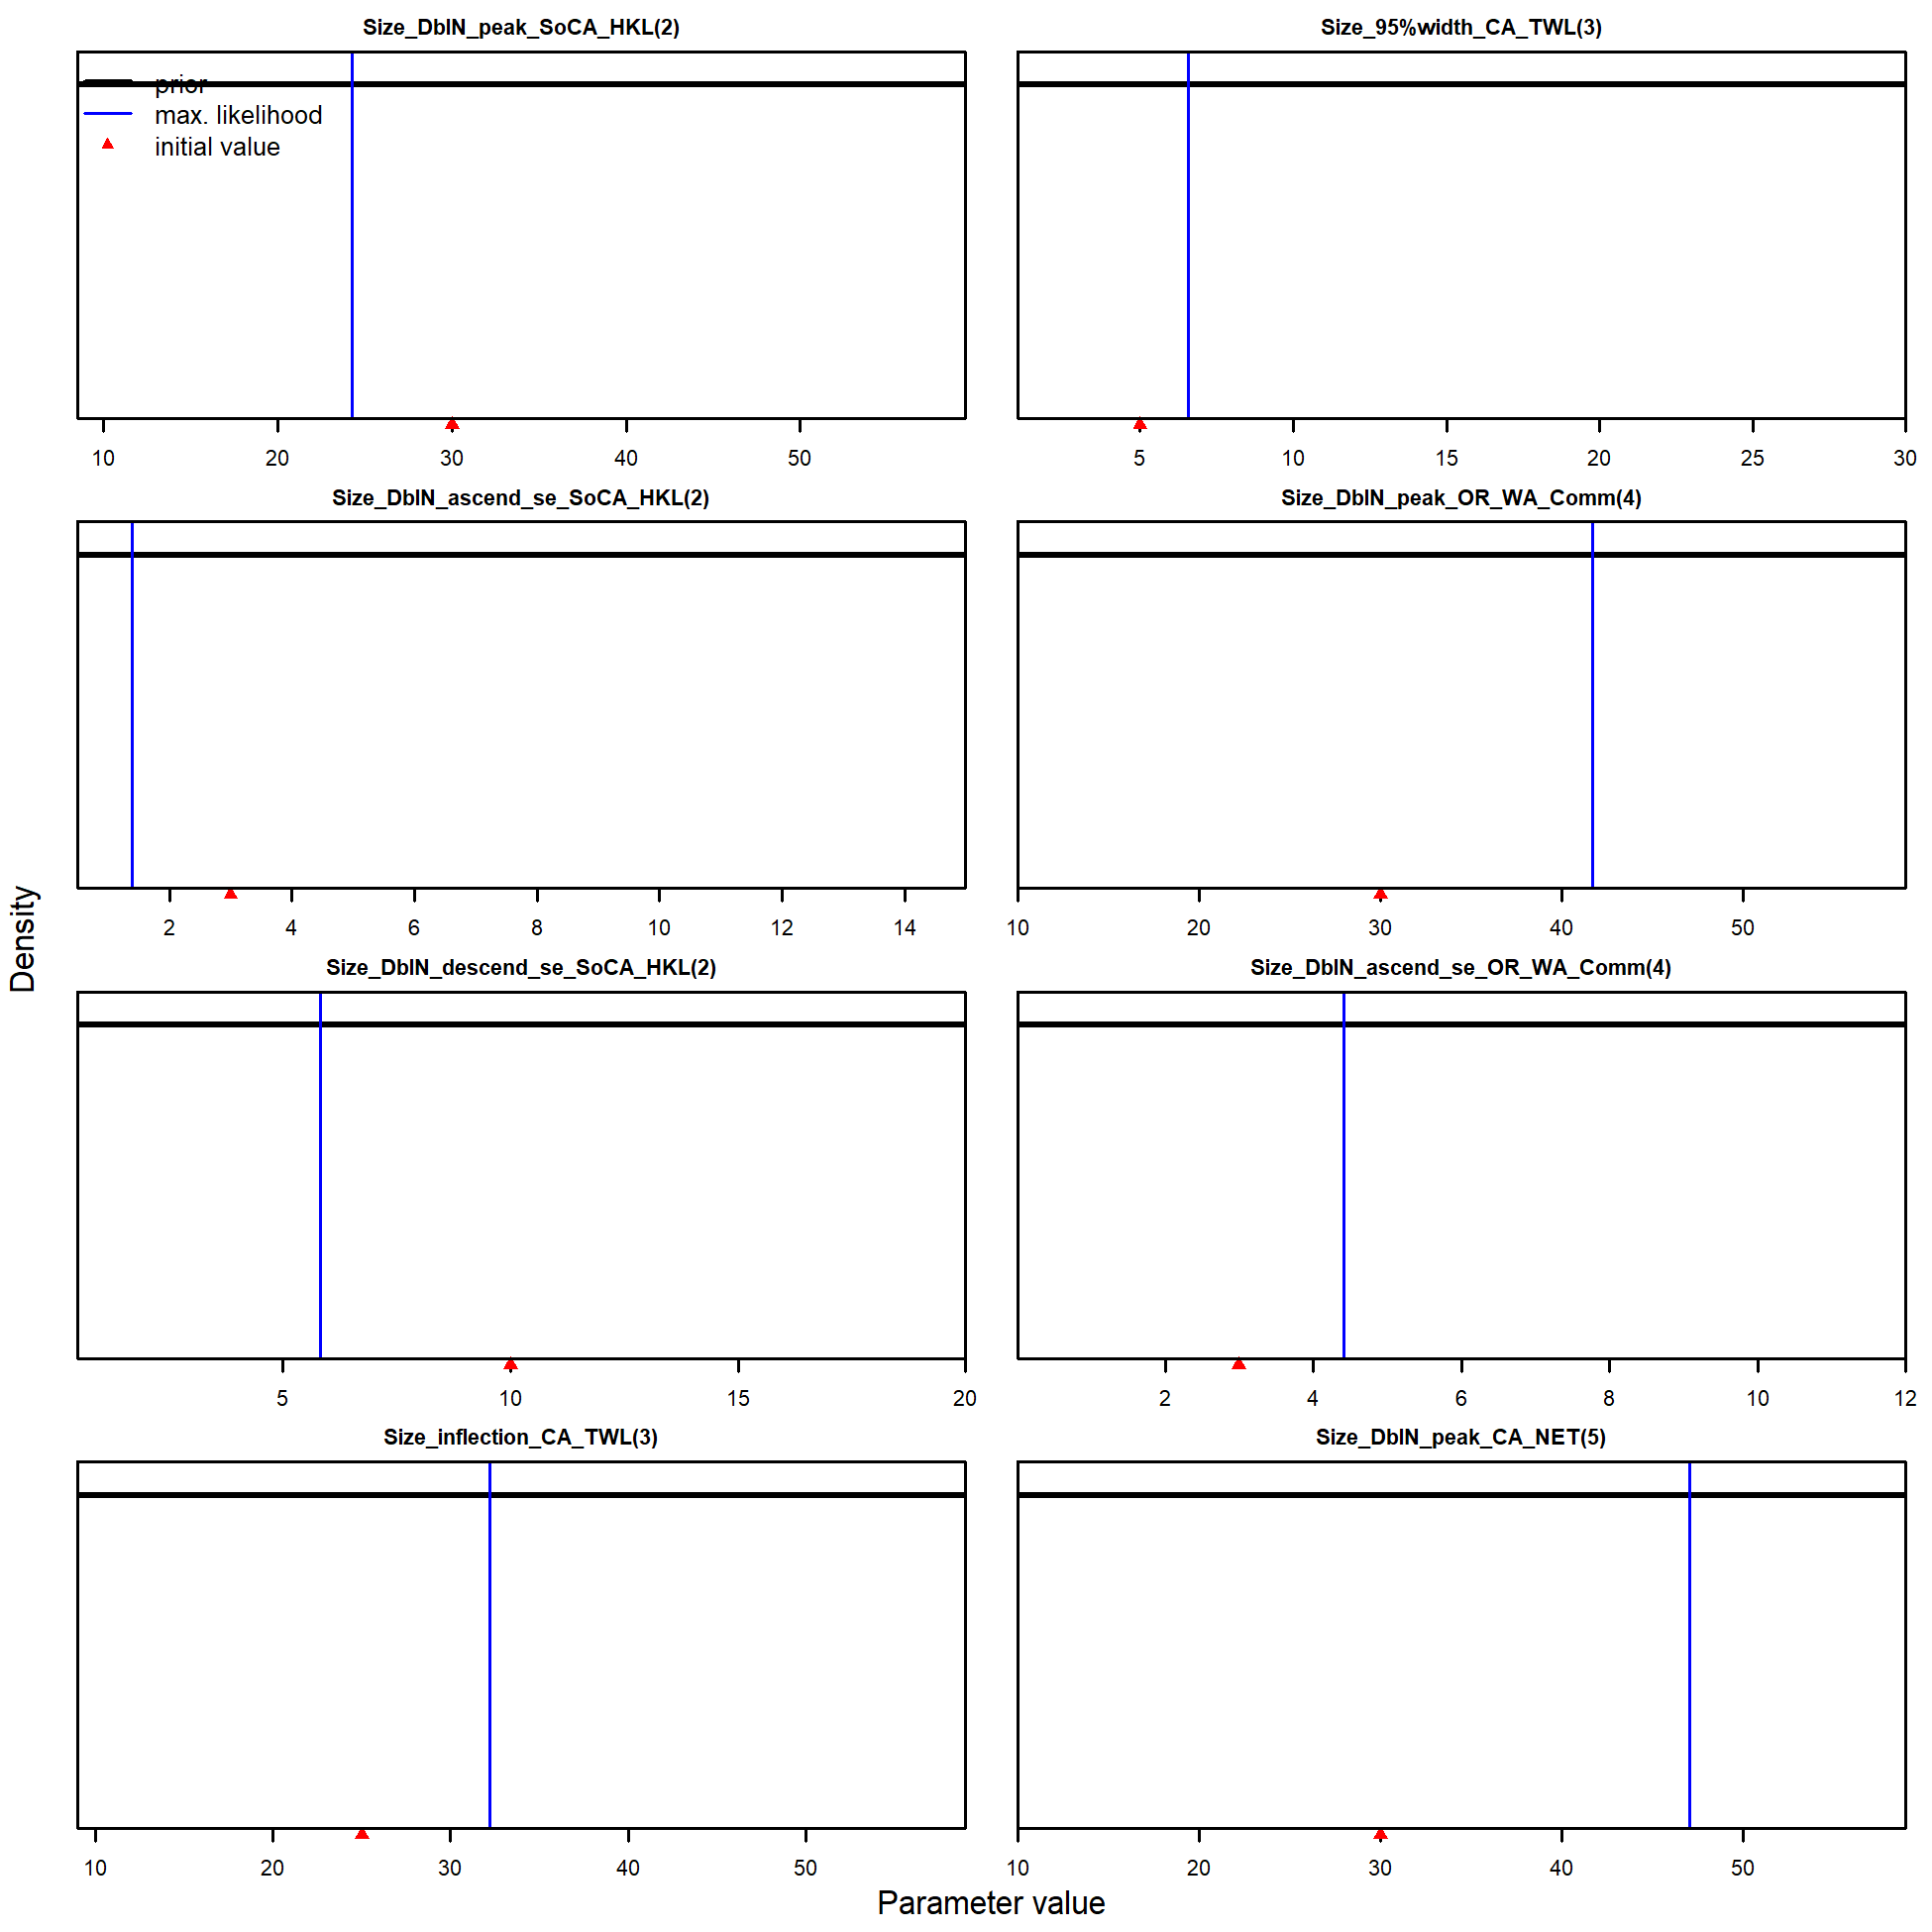 Size_DblN_peak_SoCA_HKL(2)
prior
max. likelihood
initial value
10 20 30 40 50
Size_95%width_CA_TWL(3)
5 10 15 20 25 30
Size_DblN_ascend_se_SoCA_HKL(2)
2 4 6 8 10 12 14
Size_DblN_peak_OR_WA_Comm(4)
10 20 30 40 50
Size_DblN_descend_se_SoCA_HKL(2)
5 10 15 20
Size_DblN_ascend_se_OR_WA_Comm(4)
2 4 6 8 10 12
Size_inflection_CA_TWL(3)
10 20 30 40 50
Size_DblN_peak_CA_NET(5)
10 20 30 40 50
Density
Parameter value